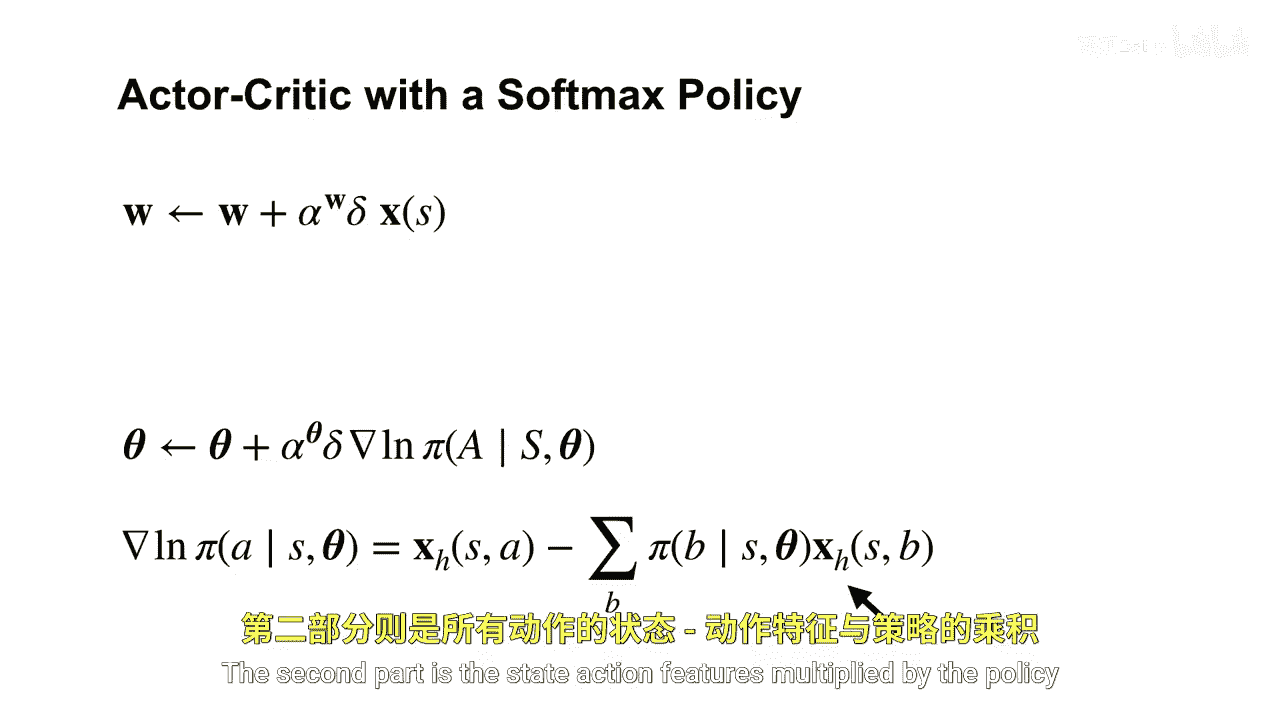 Actor-Critic with a Softmax Policy
w ← w + α^w δ x(s)
θ ← θ + α^θ δ ∇ ln π(A | S, θ)
∇ ln π(a | s, θ) = x_h(s, a) − ∑_b π(b | s, θ)x_h(s, b)
第二部分则是所有动作的状态 - 动作特征与策略的乘积
The second part is the state action features multiplied by the policy